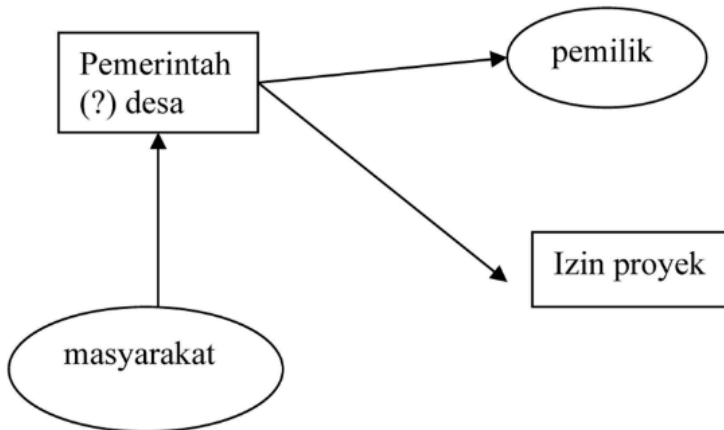 Pemerintah
(?) desa
pemilik
Izin proyek
masyarakat